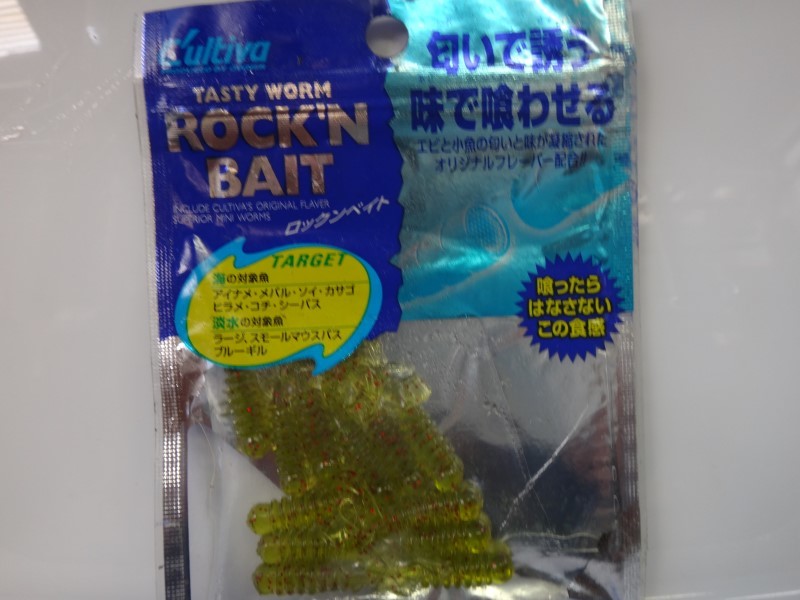 Cultiva
TASTY WORM
ROCK'N
BAIT
INCLUDE CULTIVA'S ORIGINAL FLAVER
SUPERIOR MINI WORMS
ロックンベイト
匂いで誘う
味で喰わせる
エビと小魚の匂いと味が凝縮された
オリジナルフレーバー配合!!
TARGET
海の対象魚
アイナメ・メバル・ソイ・カサゴ
ヒラメ・コチ・シーバス
淡水の対象魚
ラージ、スモールマウスバス
ブルーギル
喰ったら
はなさない
この食感